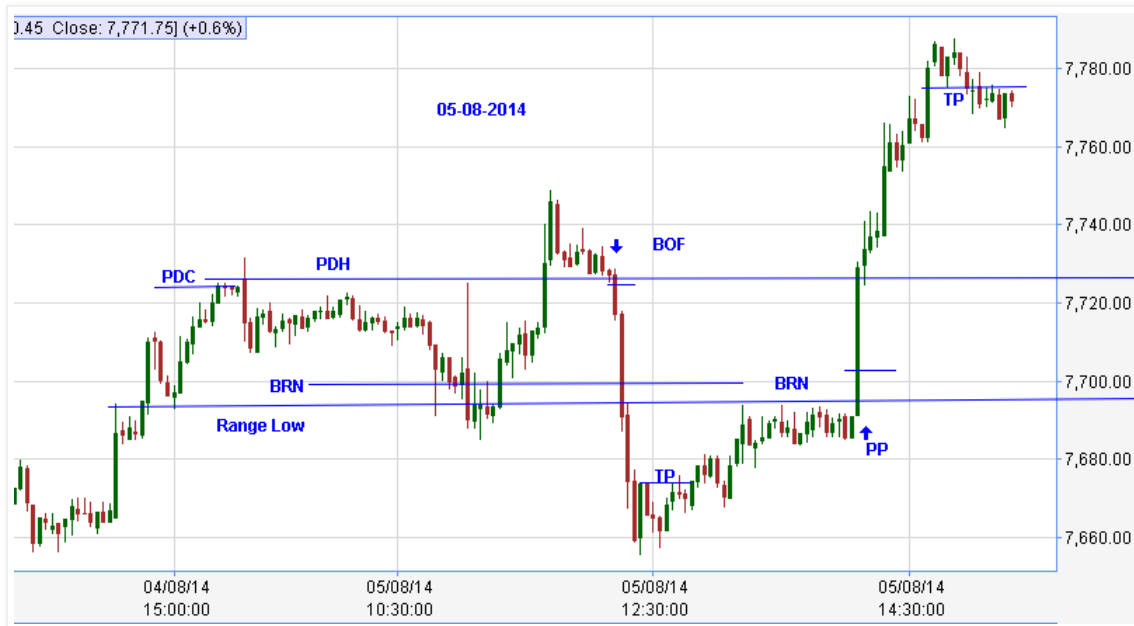 0.45 Close: 7,771.75] (+0.6%)
7,780.00
TP
05-08-2014
7,760.00
7,740.00
BOF
PDH
PDC
7,720.00
BRN
BRN
7,700.00
Range Low
PP
TP
7,680.00
7,660.00
04/08/14
15:00:00
05/08/14
10:30:00
05/08/14
12:30:00
05/08/14
14:30:00